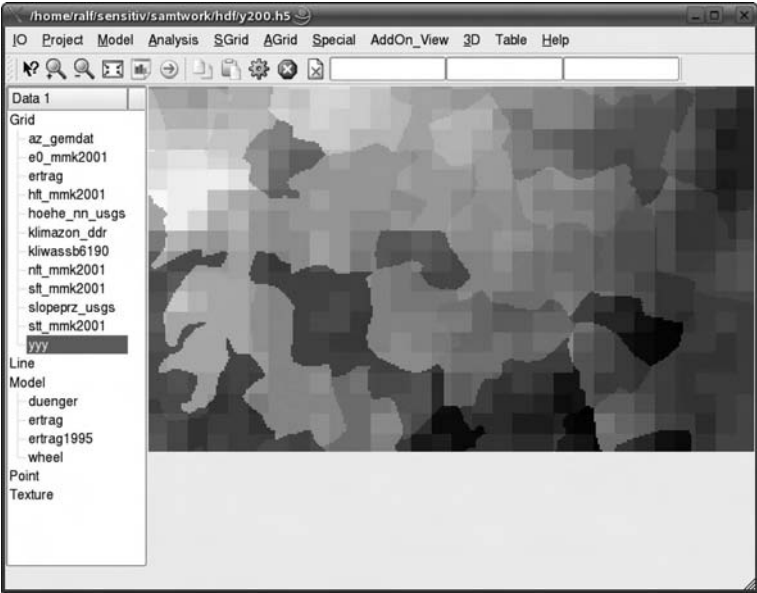 /home/ralf/sensitiv/samtwork/hdf/y200.h5
IO Project Model Analysis SGrid AGrid Special AddOn_View 3D Table Help
Data 1
Grid
az_gemdat
e0_mmk2001
ertrag
hft_mmk2001
hoehe_nn_usgs
klimazon_ddr
kliwassb6190
nft_mmk2001
sft_mmk2001
slopeprz_usgs
stt_mmk2001
yyy
Line
Model
duenger
ertrag
ertrag1995
wheel
Point
Texture